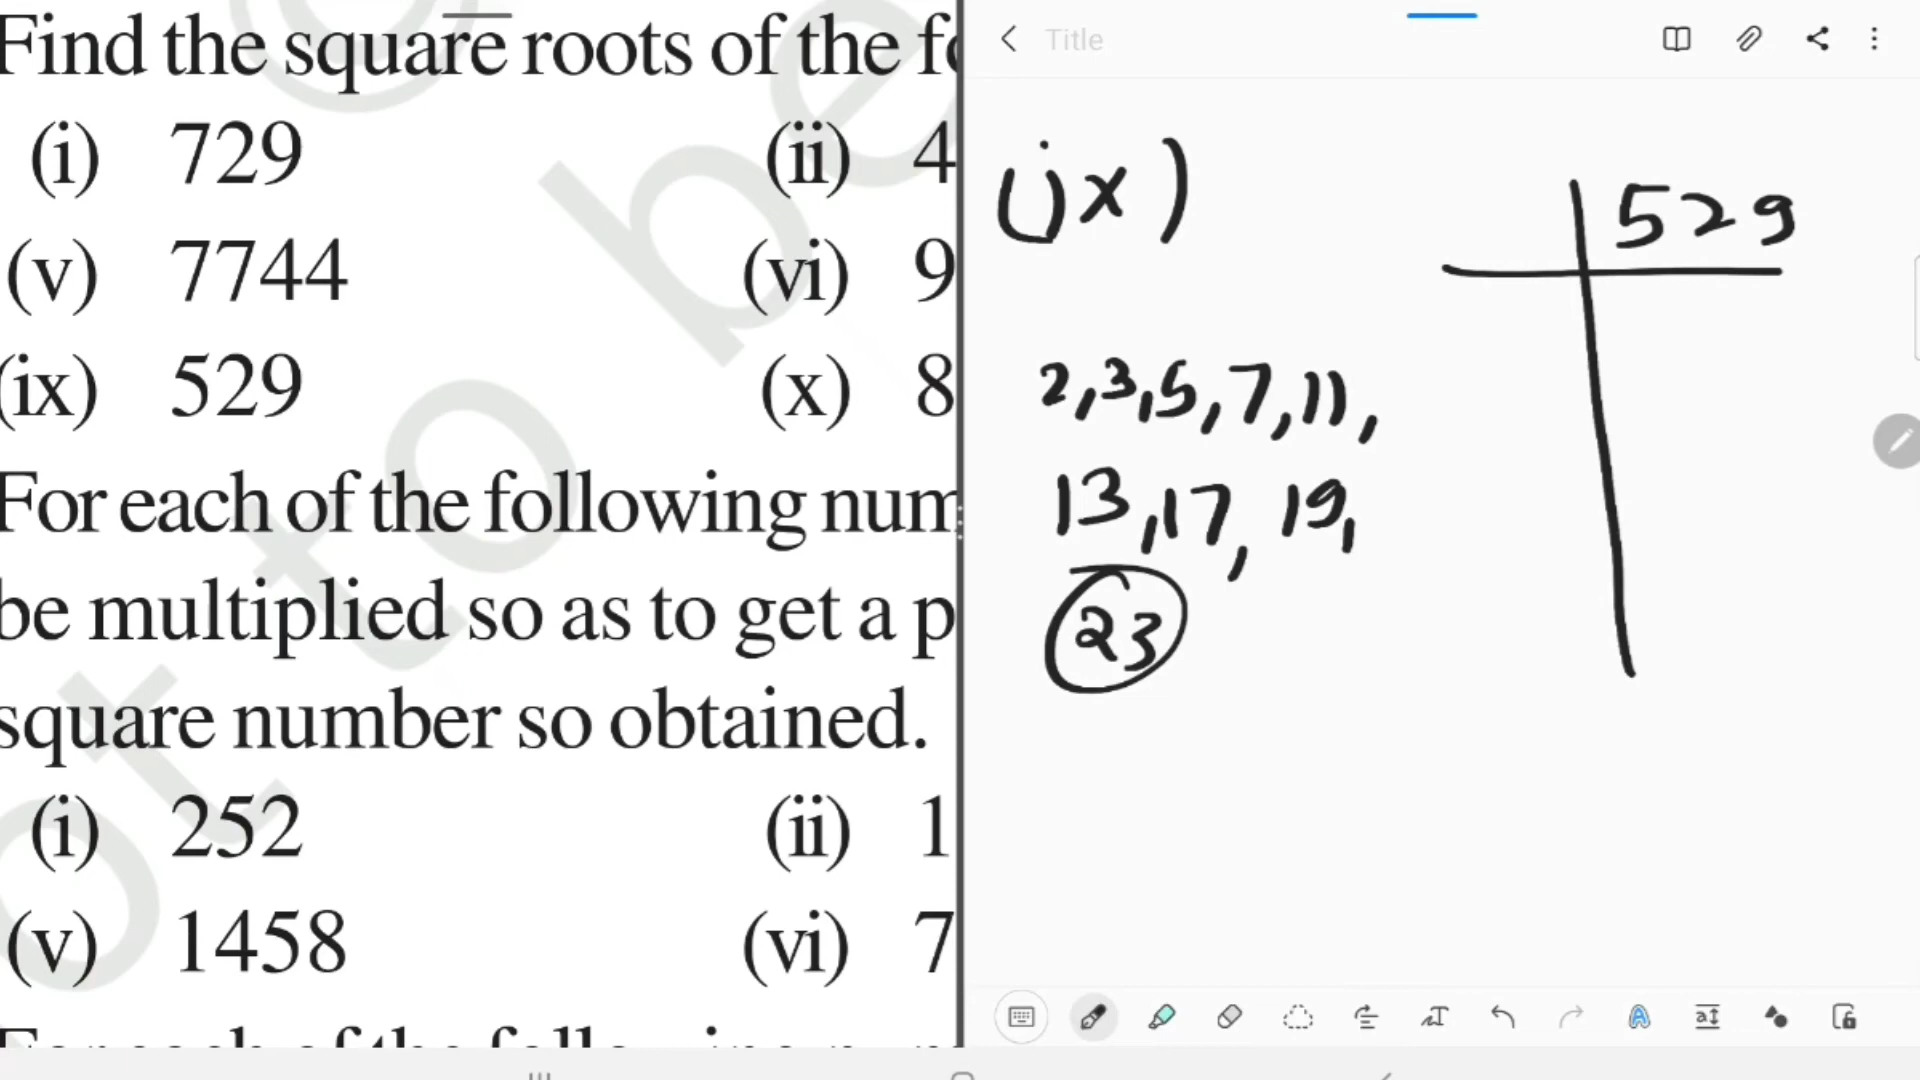 Find the square roots of the
(i) 729 (ii) 4
(v) 7744 (vi) 9
(ix) 529 (x) 8
For each of the following num
be multiplied so as to get a p
square number so obtained.
(i) 252 (ii) 1
(v) 1458 (vi) 7
Title
(ix)
529
2,3,5,7,11,
13,17, 19,
23